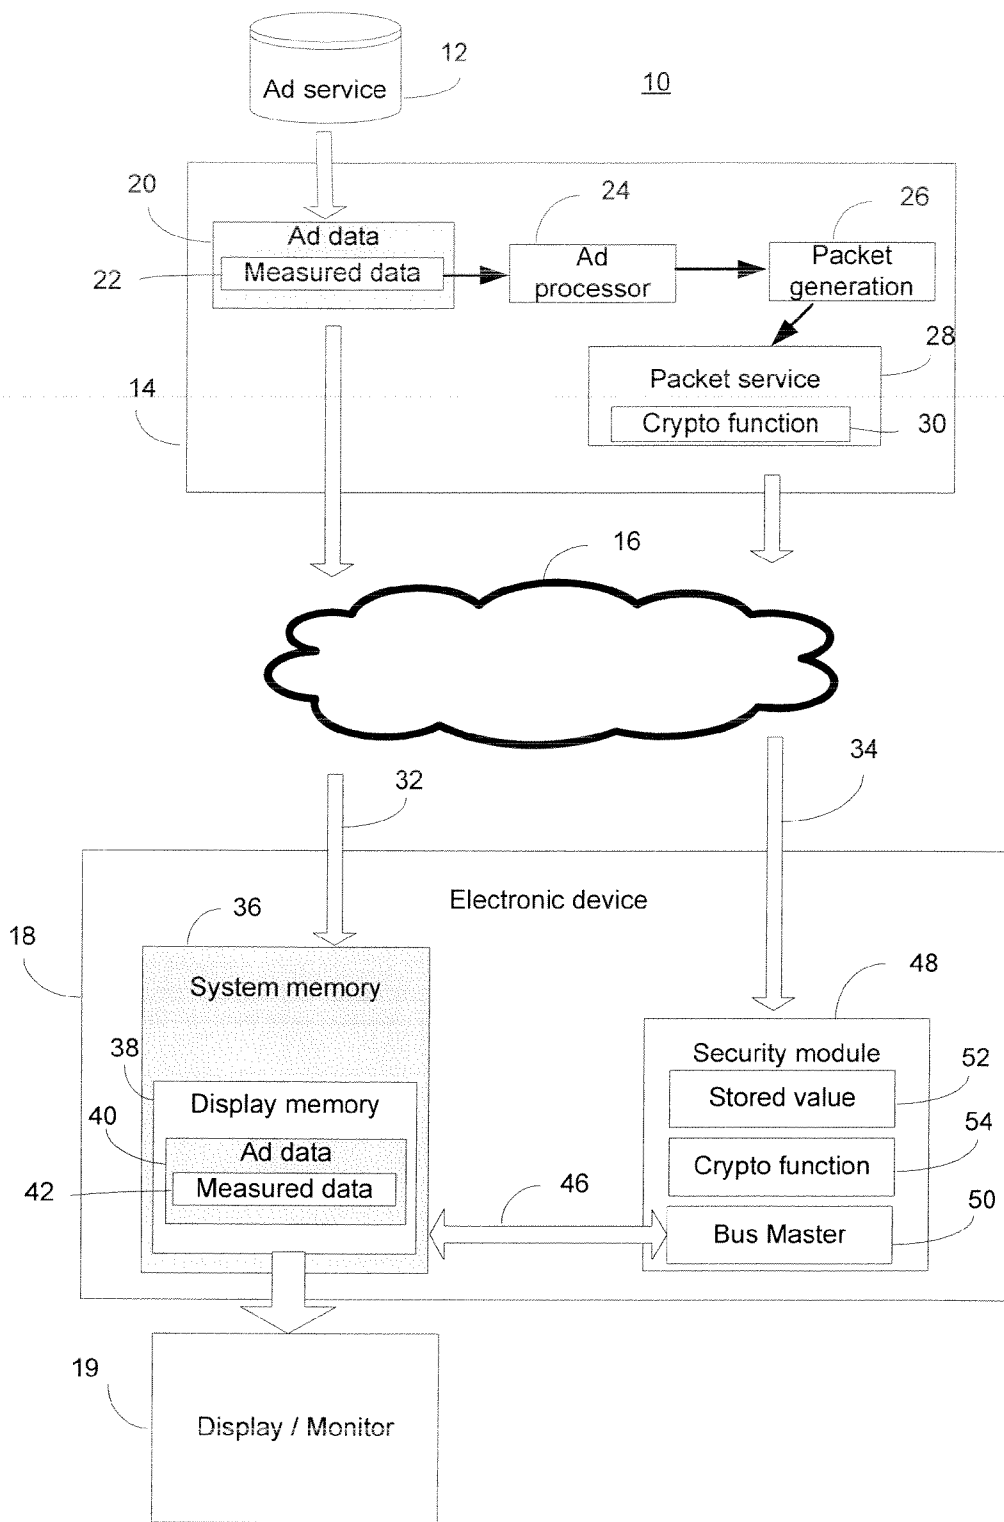 12
Ad service
10
20
24
26
Ad data
22
Measured data
Ad
processor
Packet
generation
28
14
Packet service
Crypto function
30
16
32
34
Electronic device
36
18
System memory
48
38
Security module
52
Display memory
Stored value
40
Ad data
54
42
Measured data
Crypto function
46
50
Bus Master
19
Display / Monitor